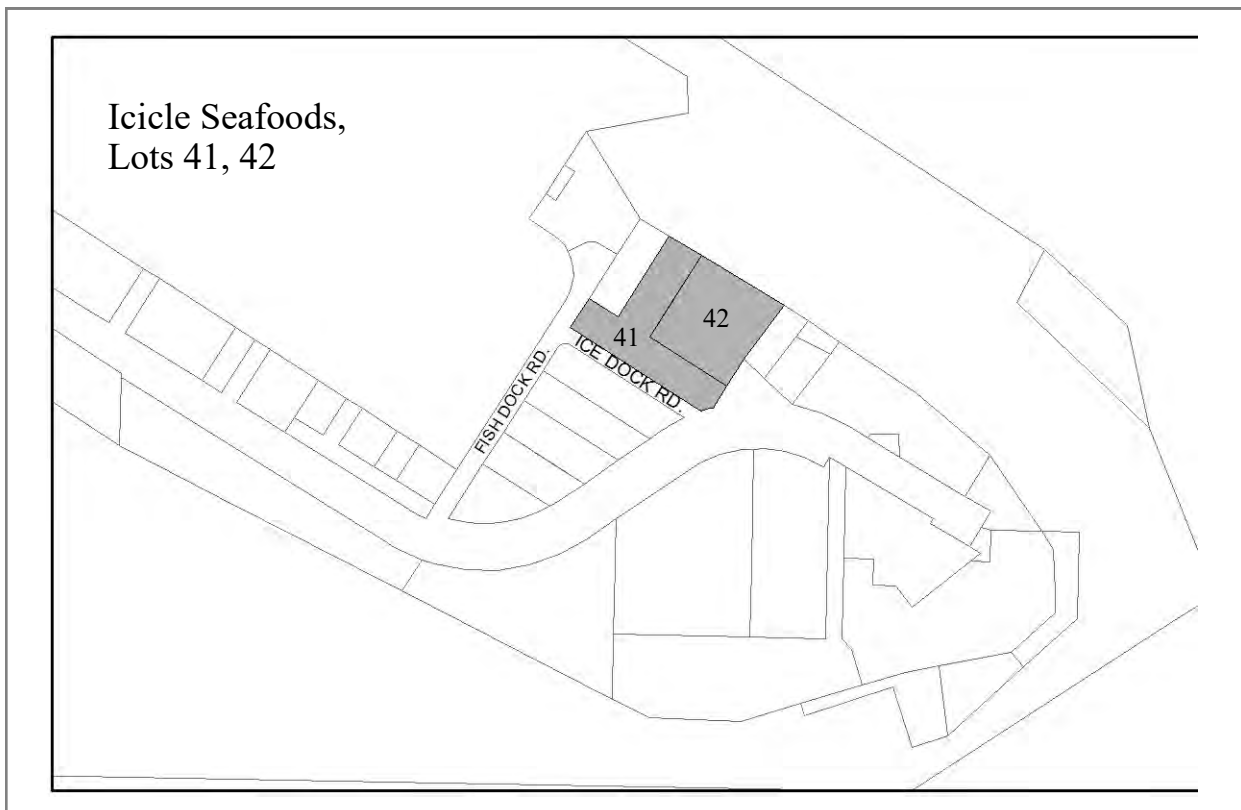 Icicle Seafoods,
Lots 41, 42
42
41
ICE DOCK RD.
FISH DOCK RD.